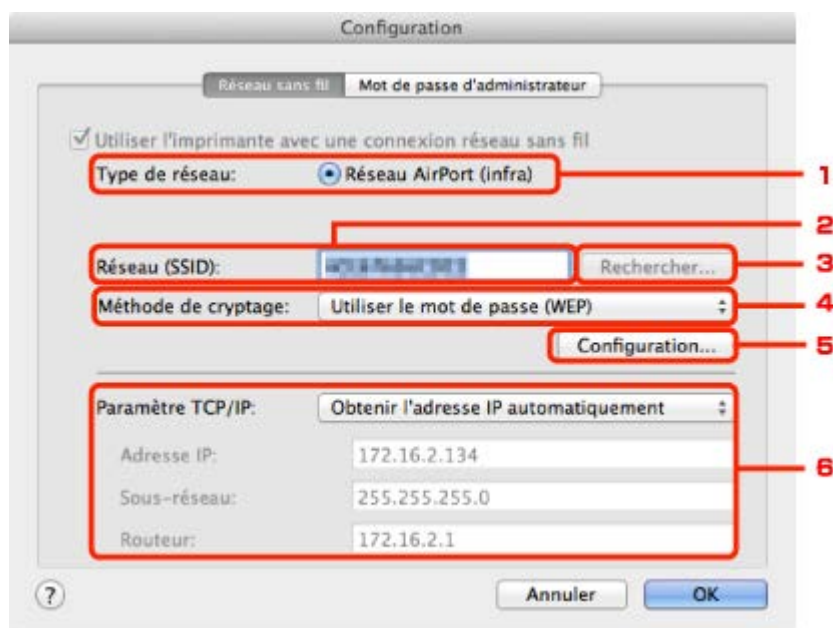 Configuration
Réseau sans fil Mot de passe d'administrateur
Utiliser l'imprimante avec une connexion réseau sans fil
Type de réseau: Réseau AirPort (infra) 1
2
Réseau (SSID): Rechercher... 3
Méthode de cryptage: Utiliser le mot de passe (WEP) 4
Configuration... 5
Paramètre TCP/IP: Obtenir l'adresse IP automatiquement
Adresse IP: 172.16.2.134 6
Sous-réseau: 255.255.255.0
Routeur: 172.16.2.1
? Annuler OK